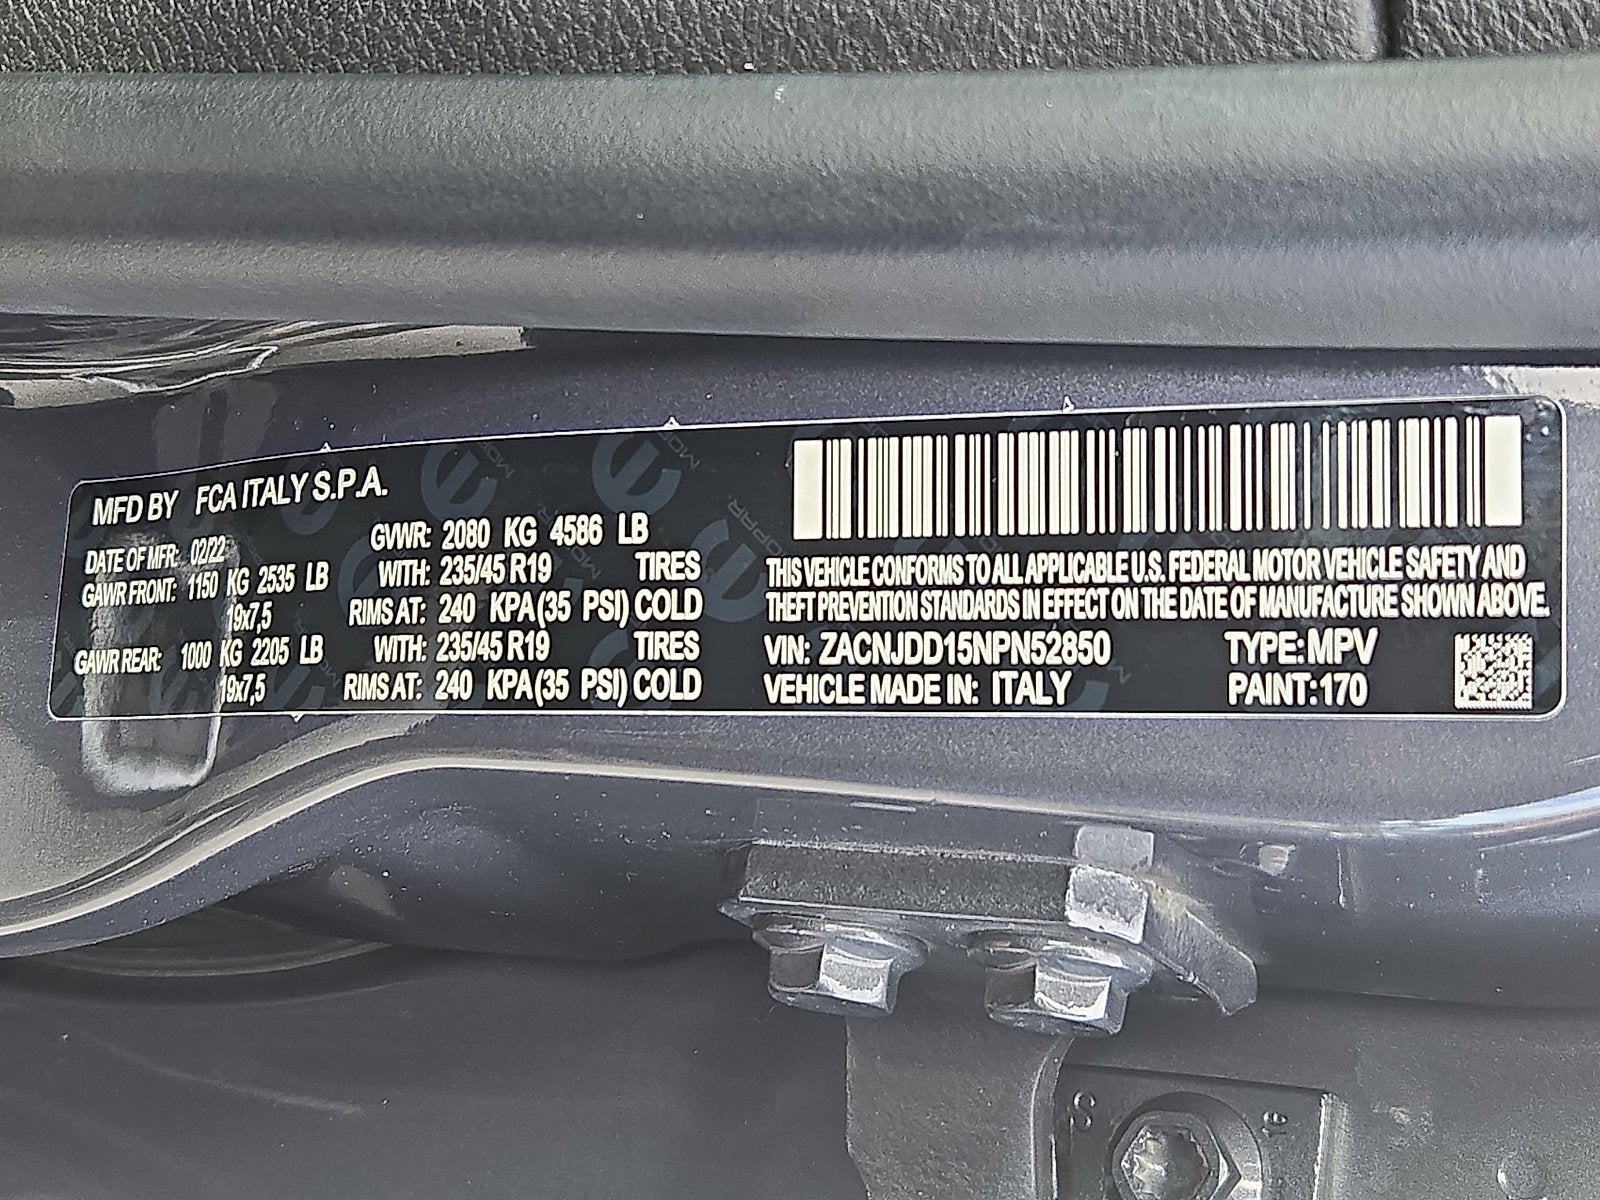 MFD BY FCA ITALY S.P.A.
DATE OF MFR: 02/22 GVWR: 2080 KG 4586 LB
GAWR FRONT: 1150 KG 2535 LB WITH: 235/45 R19 TIRES
19x7,5 RIMS AT: 240 KPA (35 PSI) COLD
GAWR REAR: 1000 KG 2205 LB WITH: 235/45 R19 TIRES
19x7,5 RIMS AT: 240 KPA (35 PSI) COLD
THIS VEHICLE CONFORMS TO ALL APPLICABLE U.S. FEDERAL MOTOR VEHICLE SAFETY AND
THEFT PREVENTION STANDARDS IN EFFECT ON THE DATE OF MANUFACTURE SHOWN ABOVE.
VIN: ZACNJDD15NPN52850 TYPE: MPV
VEHICLE MADE IN: ITALY PAINT: 170
MOPAR
MOPAR
MOPAR